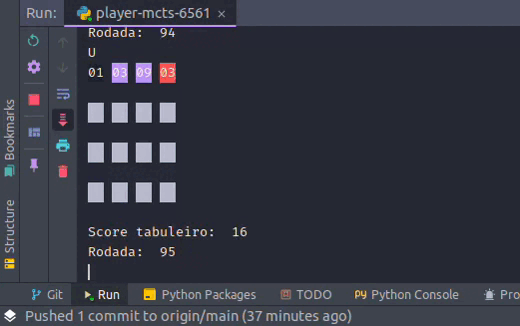 Run: player-mcts-6561
Rodada: 94
U
01 03 09 03
Score tabuleiro: 16
Rodada: 95
Bookmarks
Structure
Git Run Python Packages TODO Python Console Pro
Pushed 1 commit to origin/main (37 minutes ago)